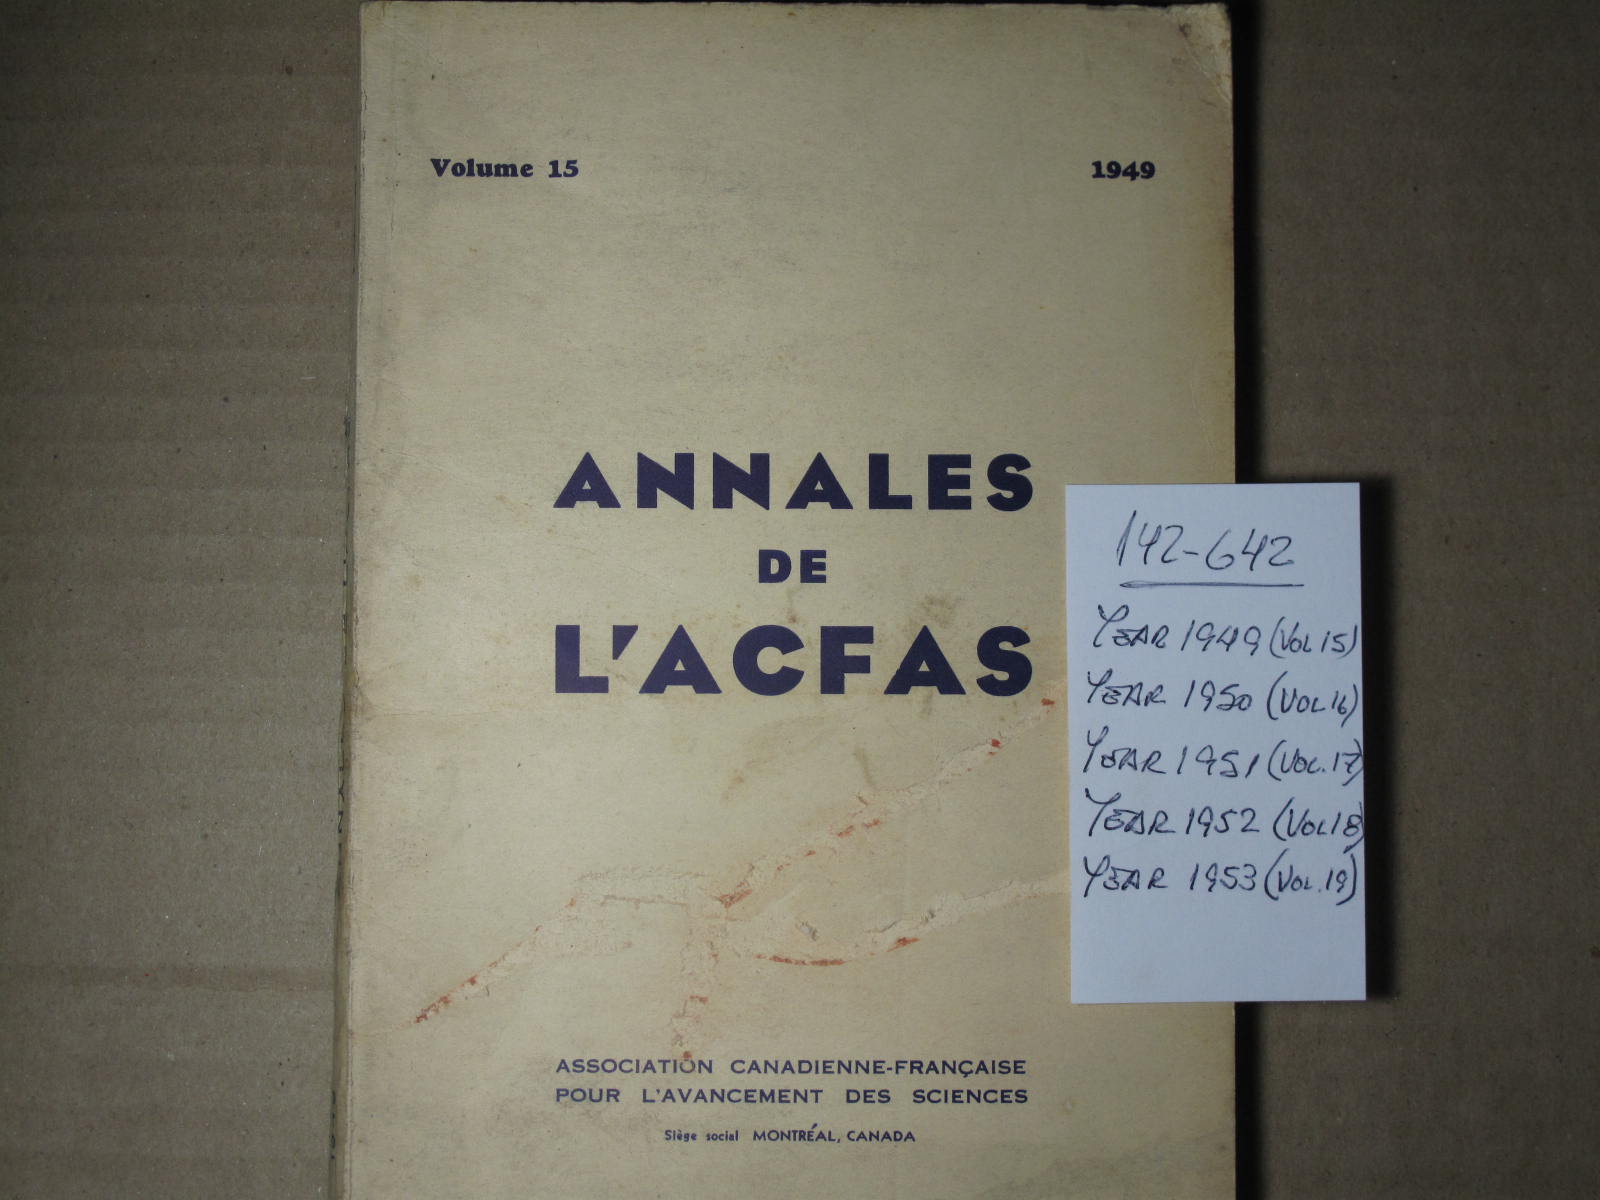 Volume 15 1949
ANNALES
DE
L'ACFAS
ASSOCIATION CANADIENNE-FRANÇAISE
POUR L'AVANCEMENT DES SCIENCES
Siège social MONTRÉAL, CANADA
142-642
YEAR 1949 (VOL 15)
YEAR 1950 (VOL 16)
YEAR 1951 (VOL. 17)
YEAR 1952 (VOL 18)
YEAR 1953 (VOL. 19)